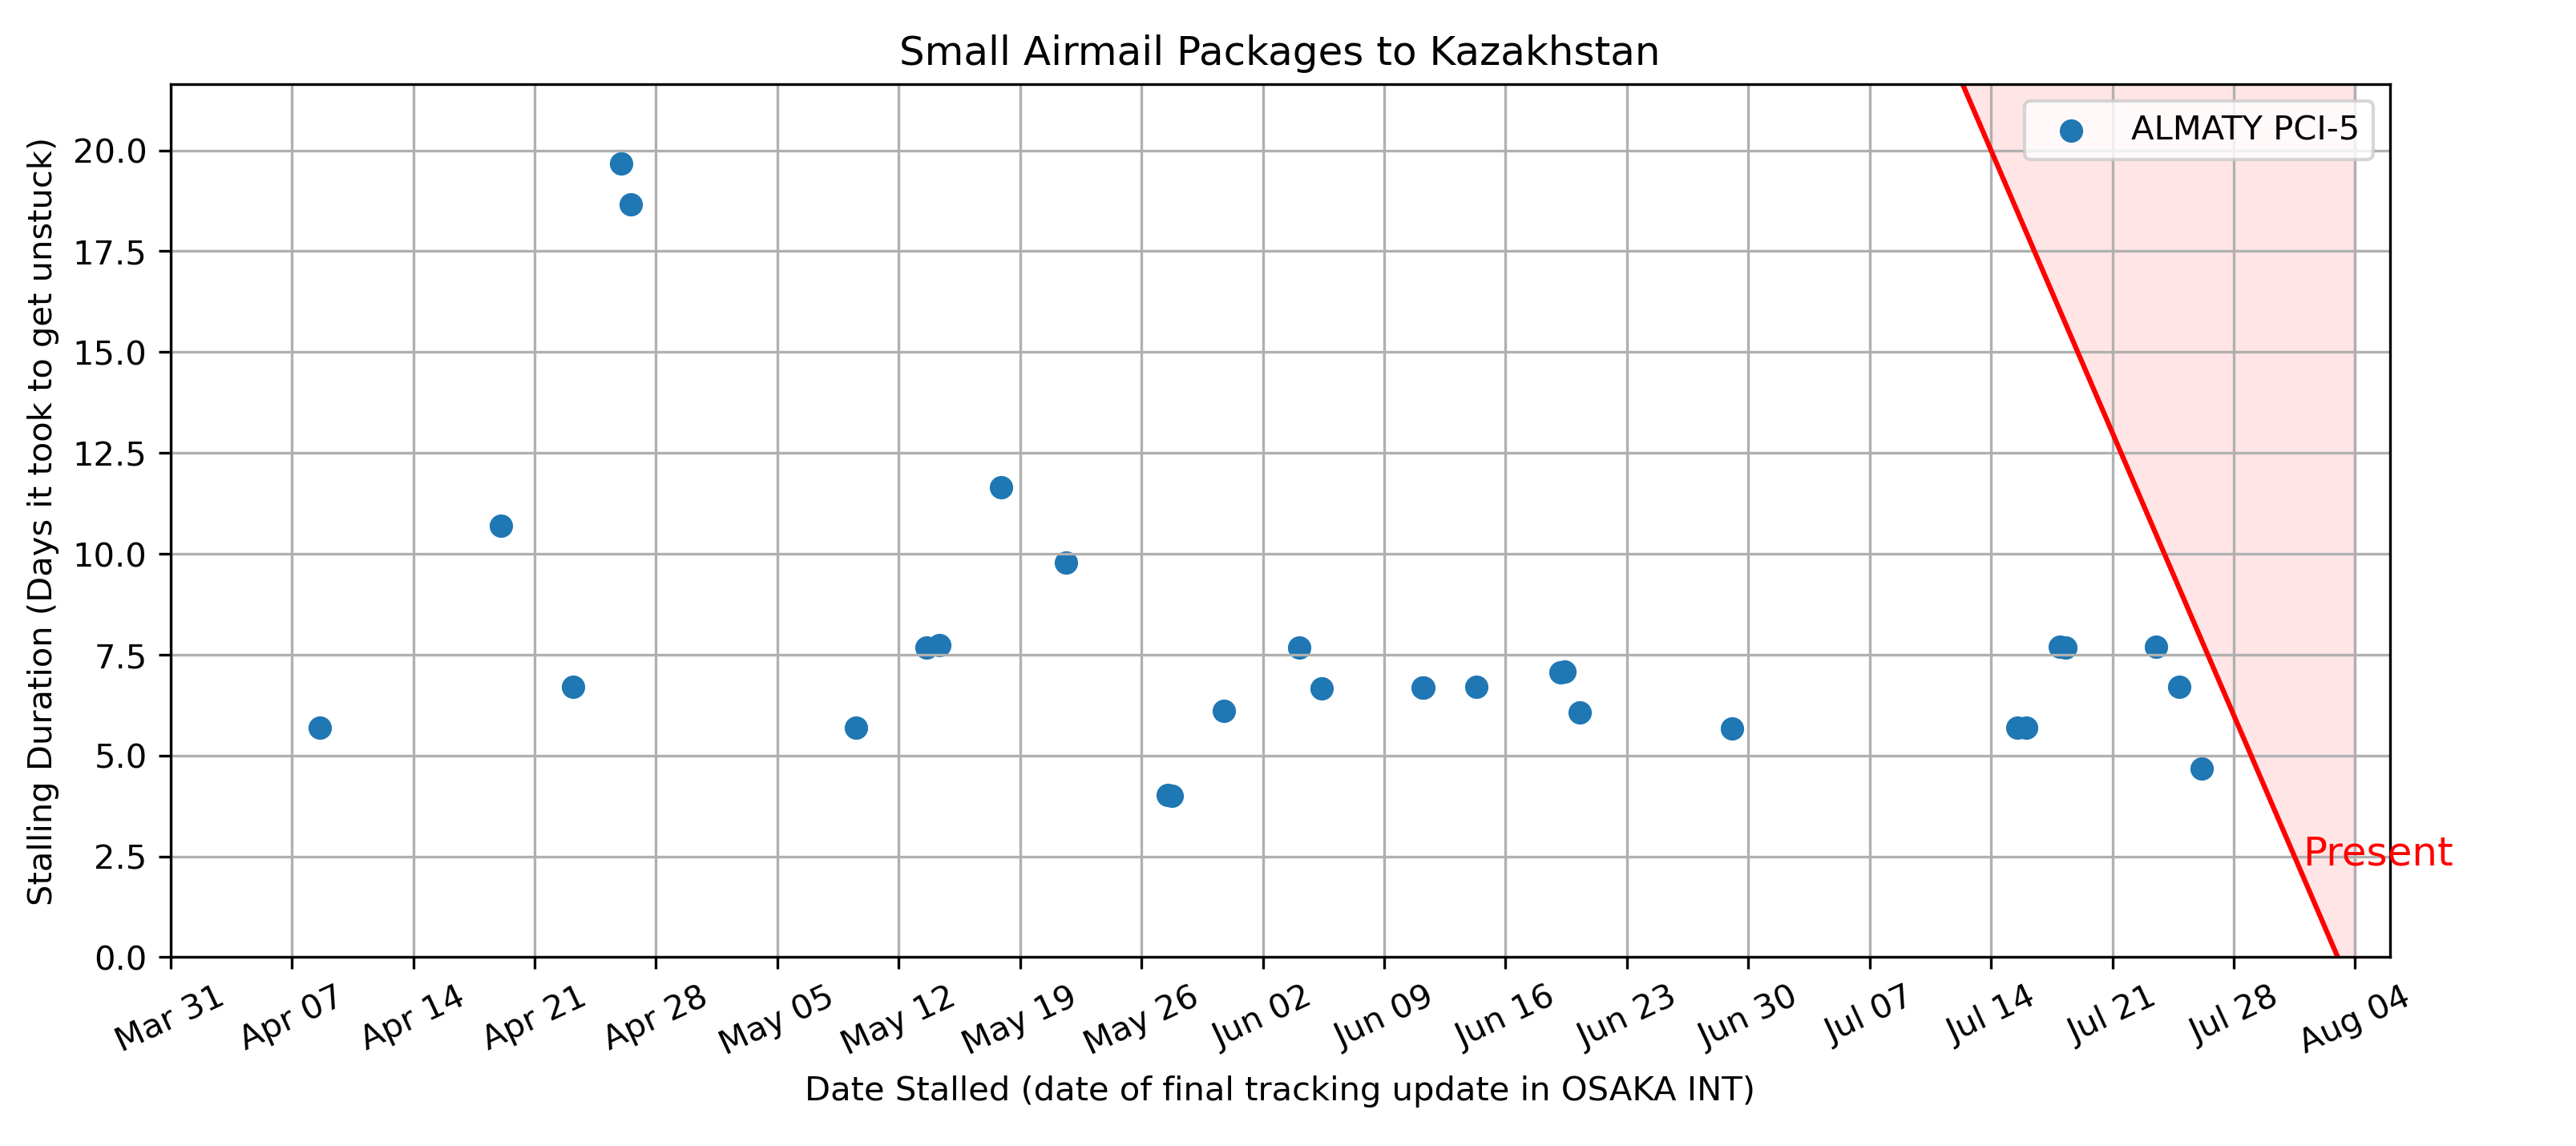 Small Airmail Packages to Kazakhstan
ALMATY PCI-5
Stalling Duration (Days it took to get unstuck)
20.0
17.5
15.0
12.5
10.0
7.5
5.0
2.5
0.0
Present
Mar 31 Apr 07 Apr 14 Apr 21 Apr 28 May 05 May 12 May 19 May 26 Jun 02 Jun 09 Jun 16 Jun 23 Jun 30 Jul 07 Jul 14 Jul 21 Jul 28 Aug 04
Date Stalled (date of final tracking update in OSAKA INT)